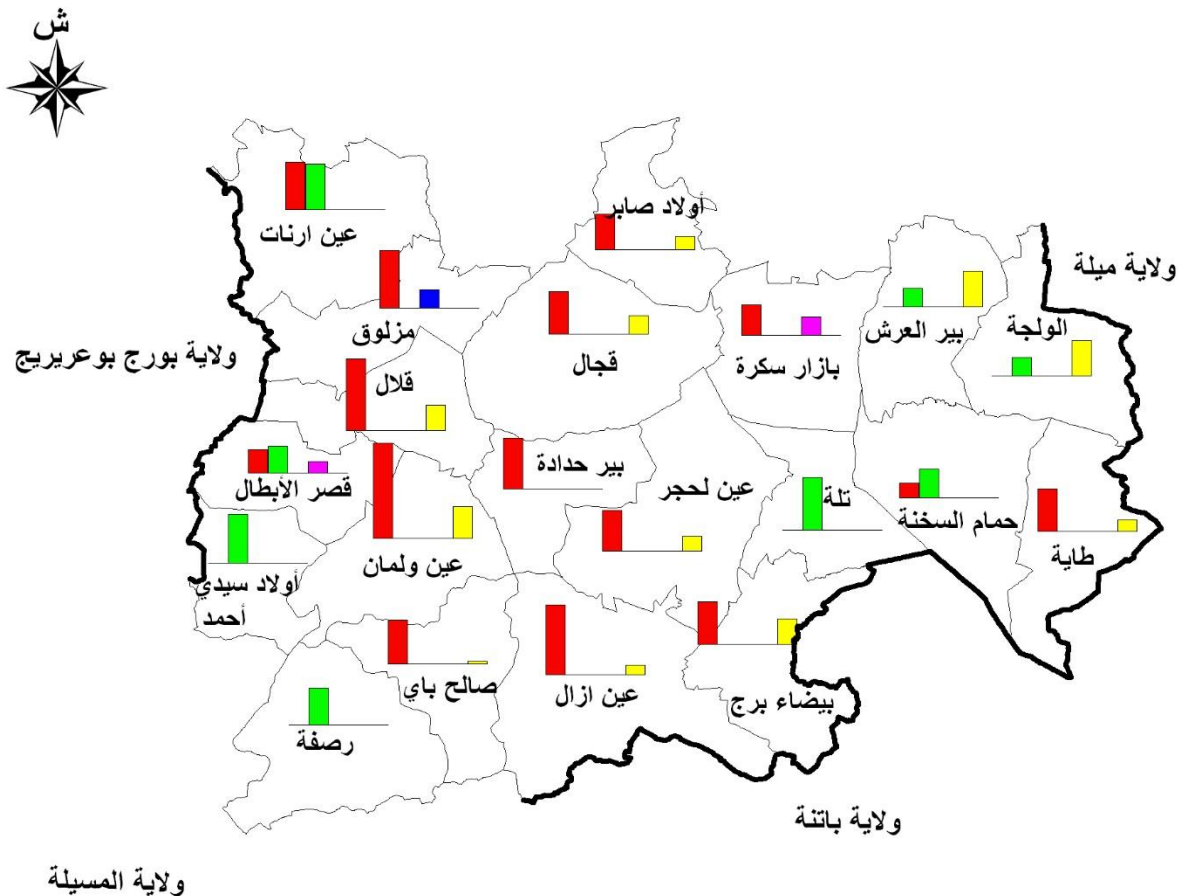 ش
أولاد صابر
عين ارنات
ولاية ميلة
مزلوق
قجال
بازار سكرة
بير العرش
الولجة
ولاية بورج بوعريريج
قلال
بير حدادة
عين لحجر
تلة
قصر الأبطال
حمام السخنة
طاية
عين ولمان
أولاد سيدي
أحمد
صالح باي
عين ازال
بيضاء برج
رصفة
ولاية باتنة
ولاية المسيلة